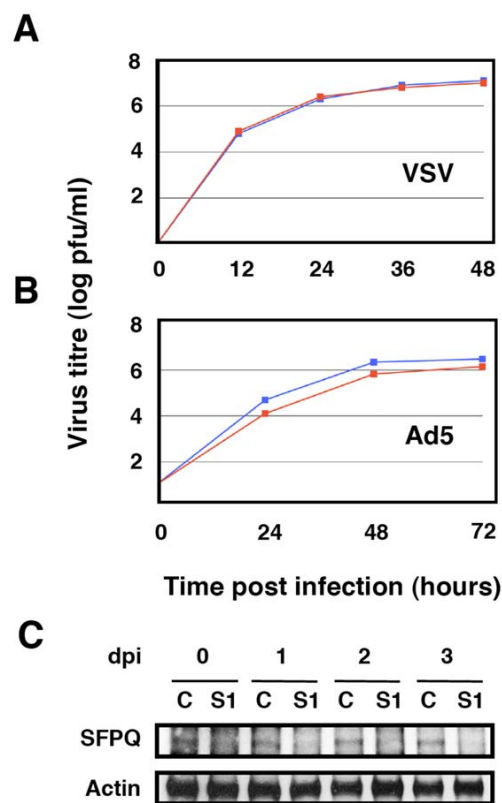 A
8
6
4
2
VSV
0 12 24 36 48
Virus titre (log pfu/ml)
B
8
6
4
2
Ad5
0 24 48 72
Time post infection (hours)
C
dpi 0 1 2 3
C S1 C S1 C S1 C S1
SFPQ
Actin